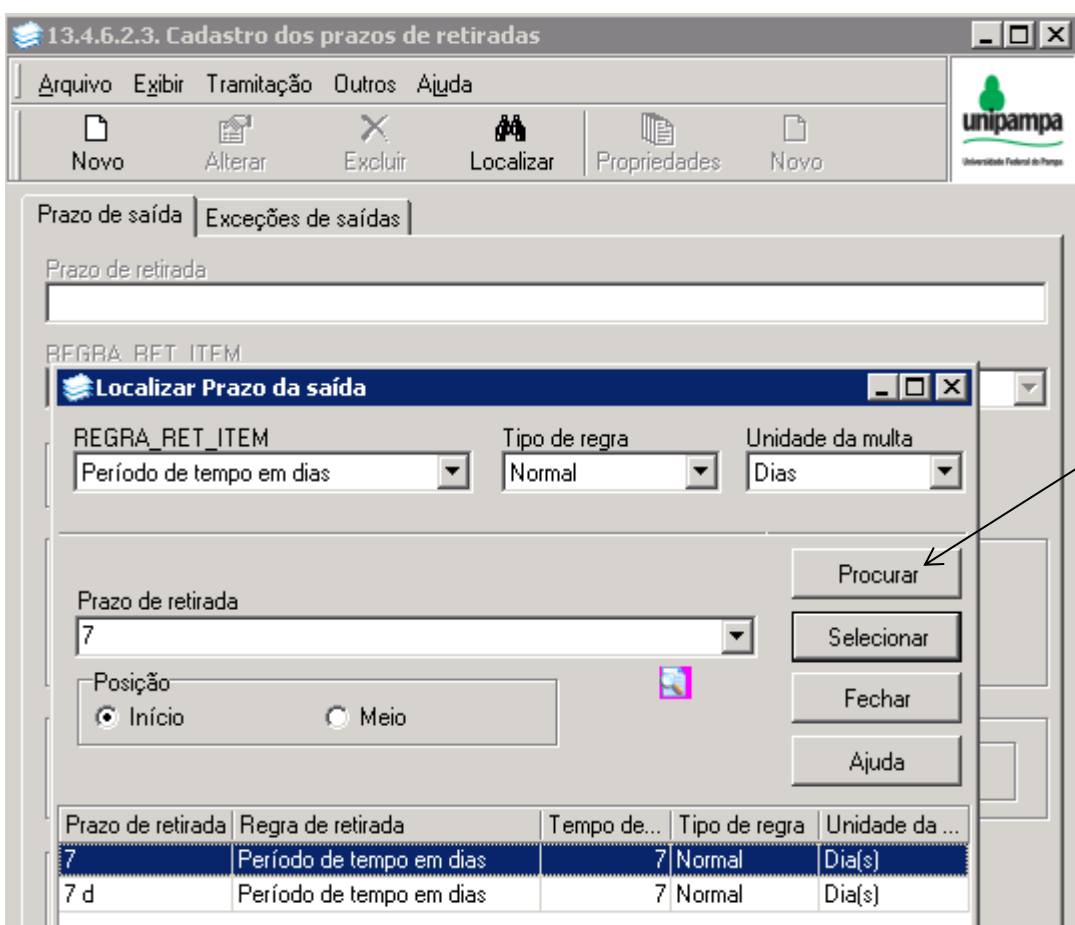 13.4.6.2.3. Cadastro dos prazos de retiradas
Arquivo Exibir Tramitação Outros Ajuda
Novo Alterar Excluir Localizar Propriedades Novo
unipampa
Universidade Federal do Pampa
Prazo de saída Exceções de saídas
Prazo de retirada
REGRA_RET_ITEM
Localizar Prazo da saída
REGRA_RET_ITEM Tipo de regra Unidade da multa
Período de tempo em dias Normal Dias
Procurar
Prazo de retirada
7
Selecionar
Posição
Início Meio
Fechar
Ajuda
Prazo de retirada Regra de retirada Tempo de... Tipo de regra Unidade da ...
7 Período de tempo em dias 7 Normal Dia(s)
7 d Período de tempo em dias 7 Normal Dia(s)